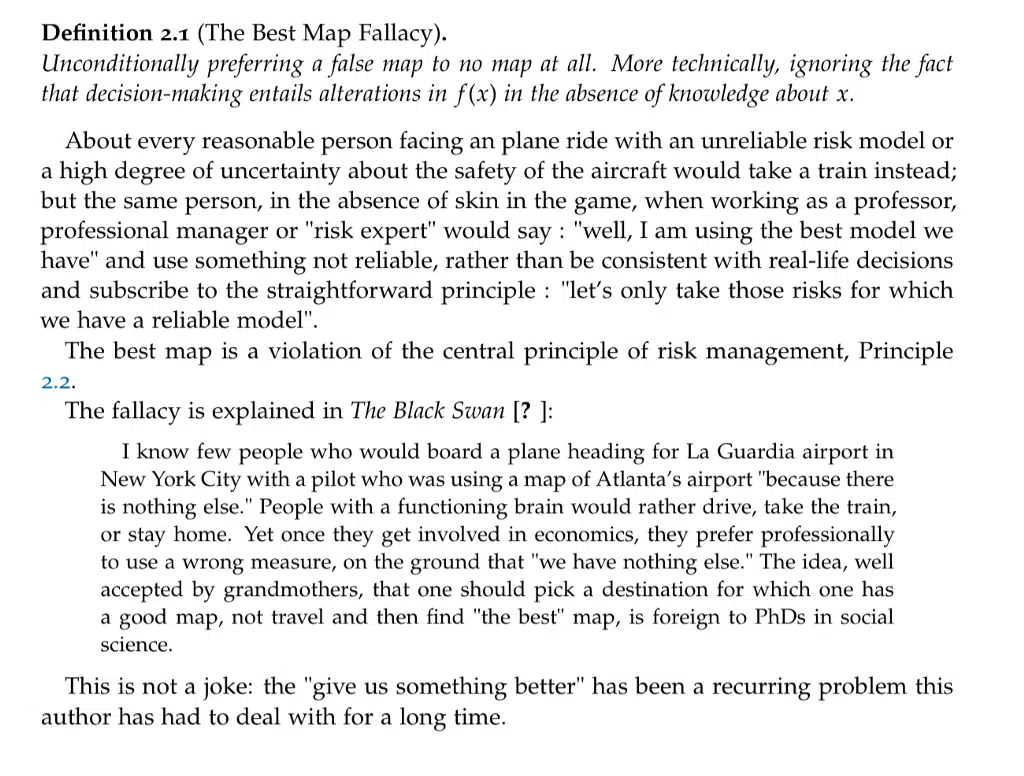 Definition 2.1 (The Best Map Fallacy).
Unconditionally preferring a false map to no map at all. More technically, ignoring the fact
that decision-making entails alterations in f(x) in the absence of knowledge about x.
About every reasonable person facing an plane ride with an unreliable risk model or
a high degree of uncertainty about the safety of the aircraft would take a train instead;
but the same person, in the absence of skin in the game, when working as a professor,
professional manager or "risk expert" would say : "well, I am using the best model we
have" and use something not reliable, rather than be consistent with real-life decisions
and subscribe to the straightforward principle : "let's only take those risks for which
we have a reliable model".
The best map is a violation of the central principle of risk management, Principle
2.2.
The fallacy is explained in The Black Swan [? ]:
I know few people who would board a plane heading for La Guardia airport in
New York City with a pilot who was using a map of Atlanta's airport "because there
is nothing else." People with a functioning brain would rather drive, take the train,
or stay home. Yet once they get involved in economics, they prefer professionally
to use a wrong measure, on the ground that "we have nothing else." The idea, well
accepted by grandmothers, that one should pick a destination for which one has
a good map, not travel and then find "the best" map, is foreign to PhDs in social
science.
This is not a joke: the "give us something better" has been a recurring problem this
author has had to deal with for a long time.